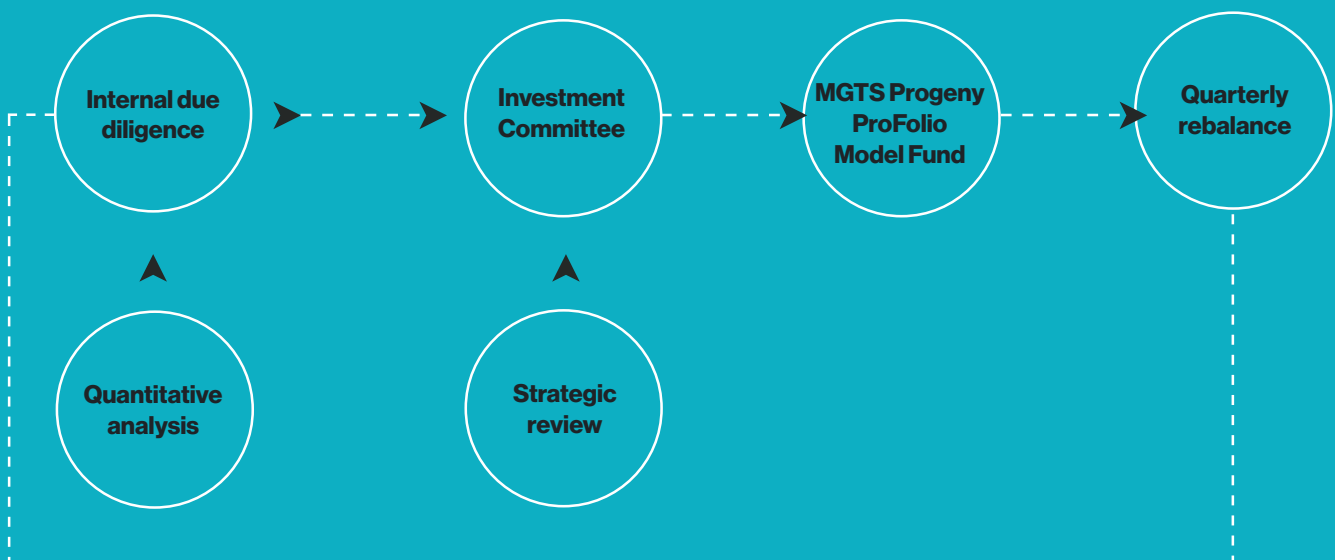 Internal due
diligence
Investment
Committee
MGTS Progeny
ProFolio
Model Fund
Quarterly
rebalance
Quantitative
analysis
Strategic
review